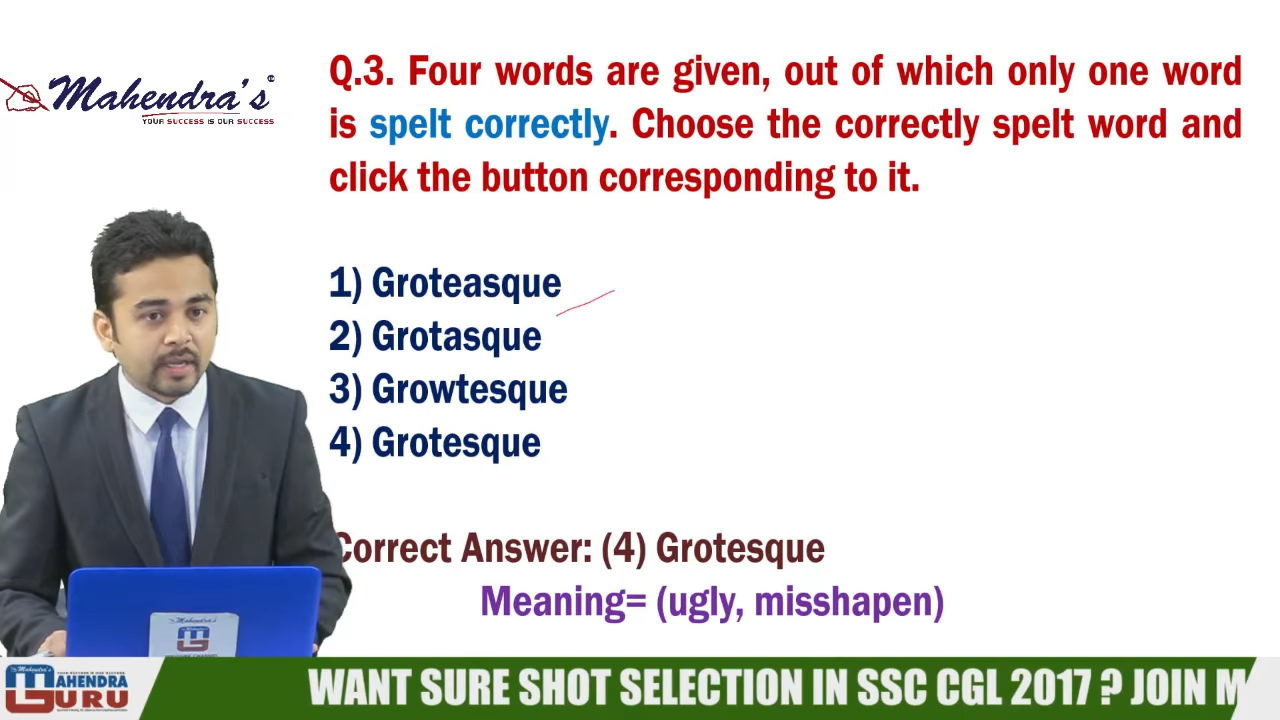 Mahendra's
YOUR SUCCESS IS OUR SUCCESS
Q.3. Four words are given, out of which only one word
is spelt correctly. Choose the correctly spelt word and
click the button corresponding to it.
1) Groteasque
2) Grotasque
3) Growtesque
4) Grotesque
Correct Answer: (4) Grotesque
Meaning= (ugly, misshapen)
Mahendra's
MAHENDRA
GURU
WANT SURE SHOT SELECTION IN SSC CGL 2017 ? JOIN M